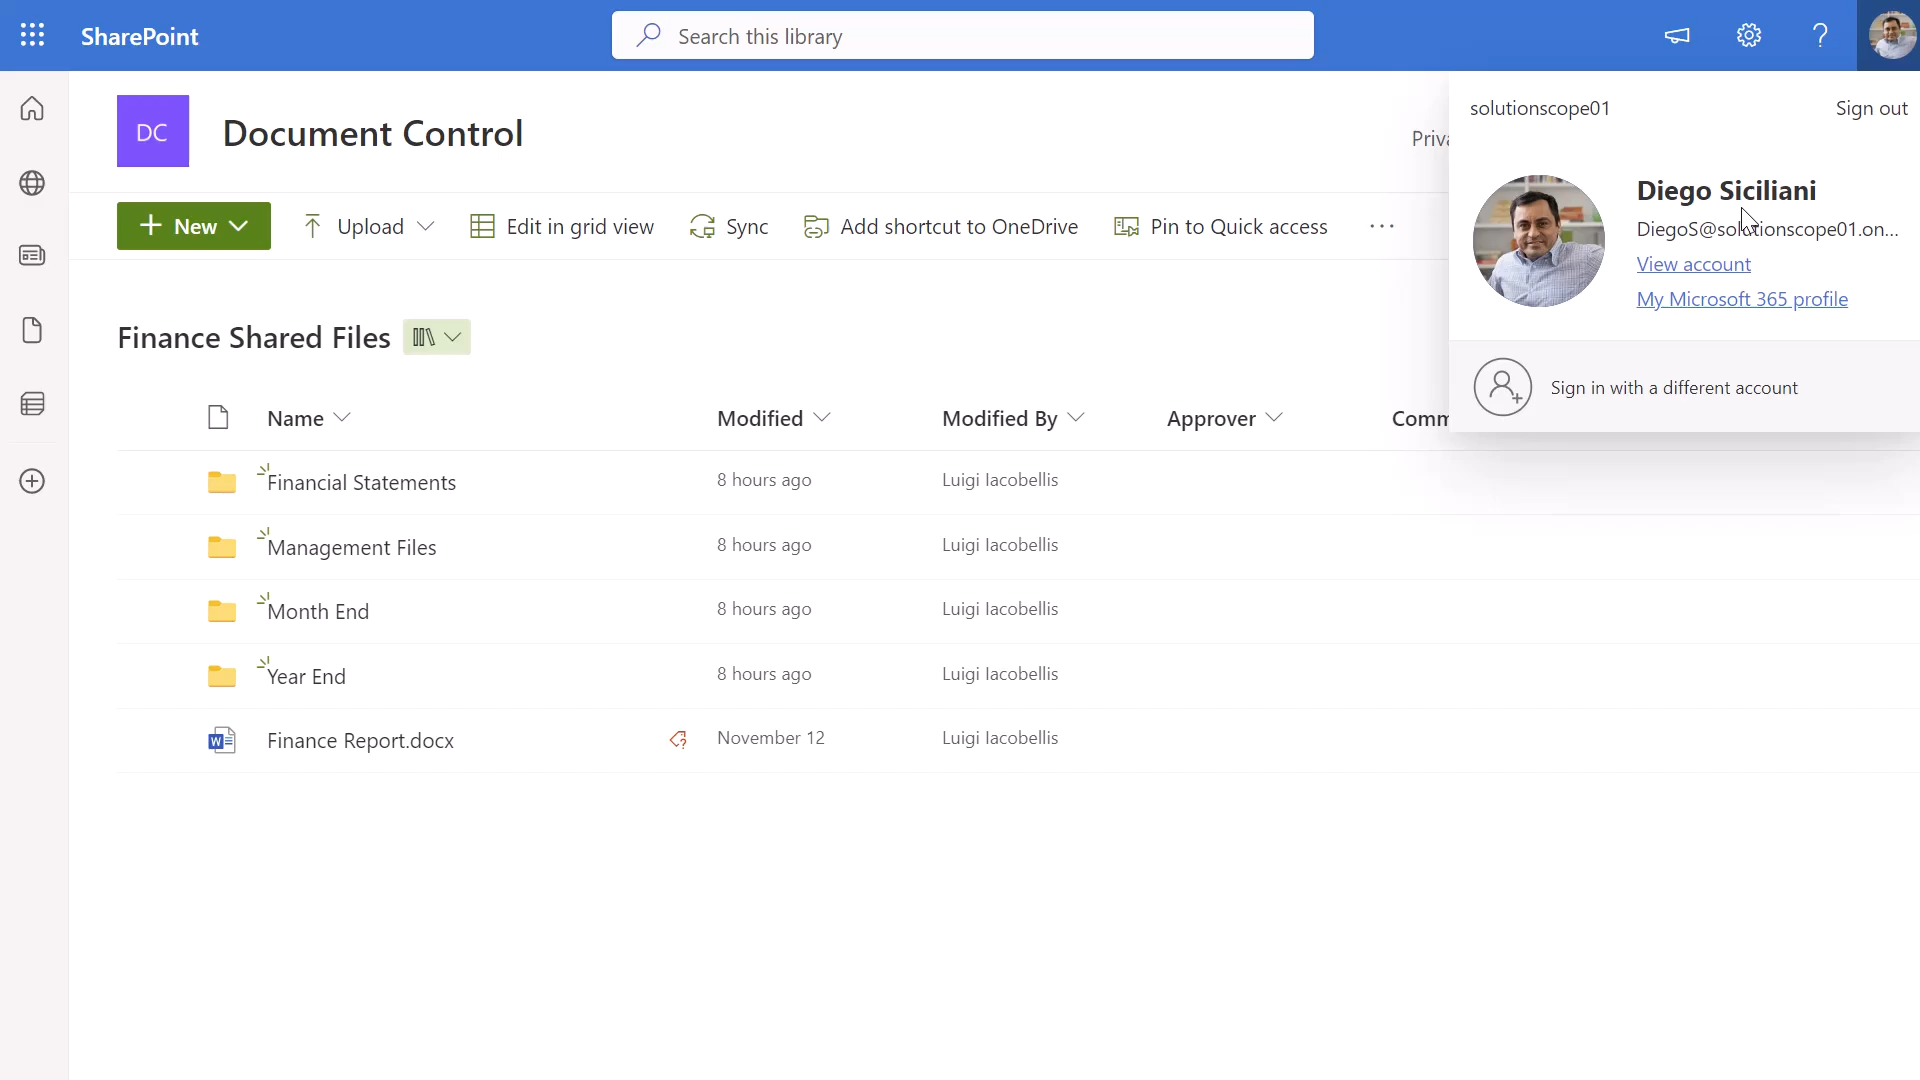 SharePoint
Search this library
solutionscope01
Sign out
DC
Document Control
Priva
Diego Siciliani
DiegoS@solutionscope01.on...
View account
My Microsoft 365 profile
Sign in with a different account
New
Upload
Edit in grid view
Sync
Add shortcut to OneDrive
Pin to Quick access
Finance Shared Files
Name
Modified
Modified By
Approver
Comm
Financial Statements
8 hours ago
Luigi Iacobellis
Management Files
8 hours ago
Luigi Iacobellis
Month End
8 hours ago
Luigi Iacobellis
Year End
8 hours ago
Luigi Iacobellis
Finance Report.docx
November 12
Luigi Iacobellis